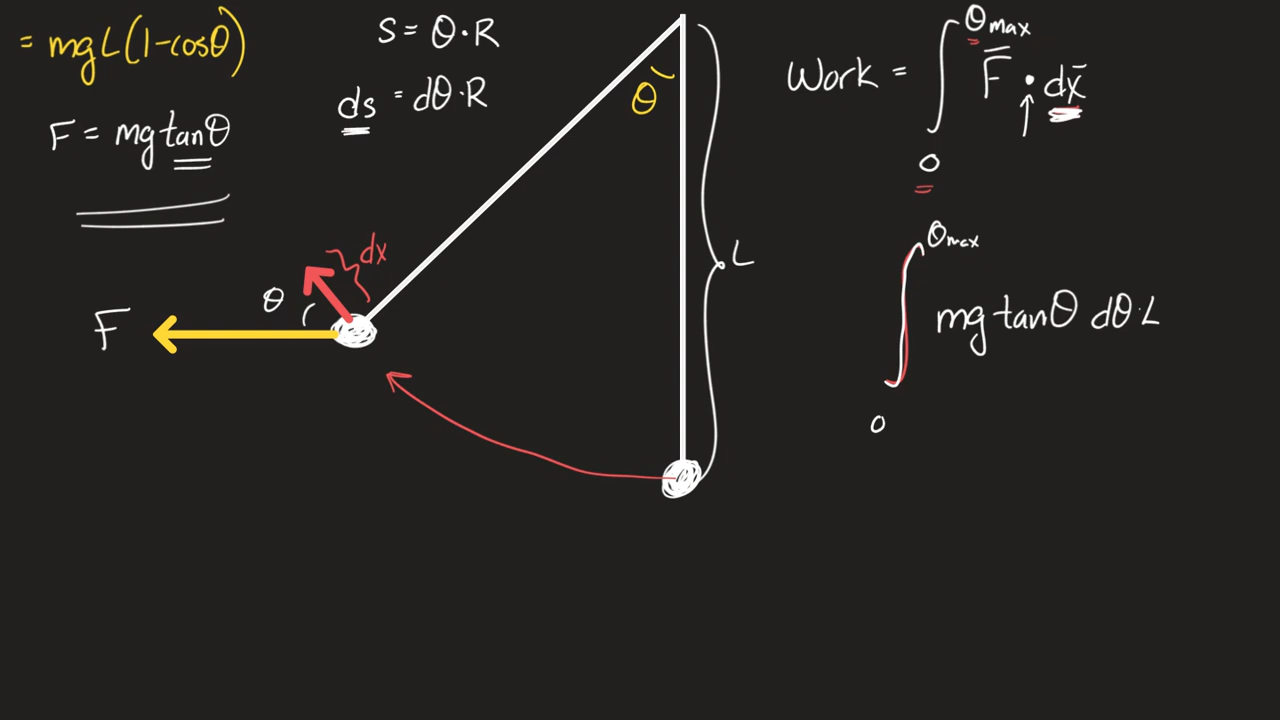 = mgL(1-cosθ)
F = mg tanθ
S = θ·R
ds = dθ·R
θ
L
dx
θ
F
Work = ∫₀^θmax F̅ · dx̅
∫₀^θmax mg tanθ dθ·L